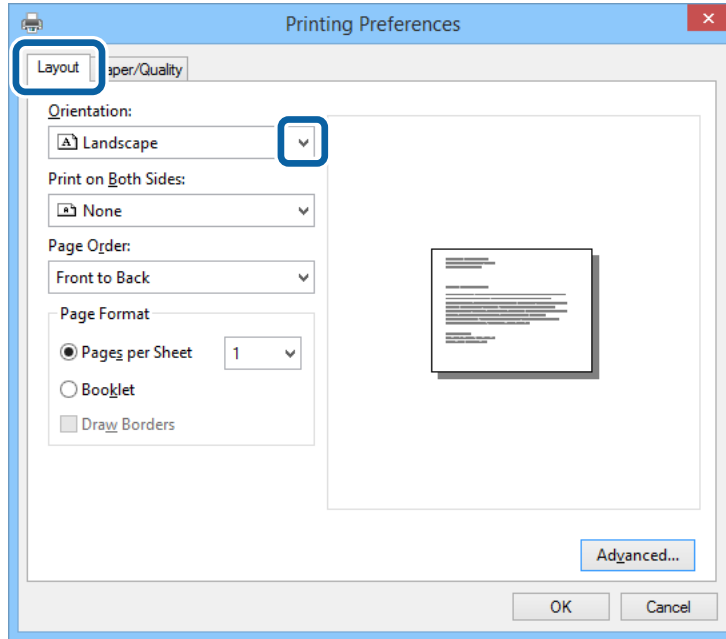 Printing Preferences
Layout
aper/Quality
Orientation:
Landscape
Print on Both Sides:
None
Page Order:
Front to Back
Page Format
Pages per Sheet 1
Booklet
Draw Borders
Advanced...
OK Cancel